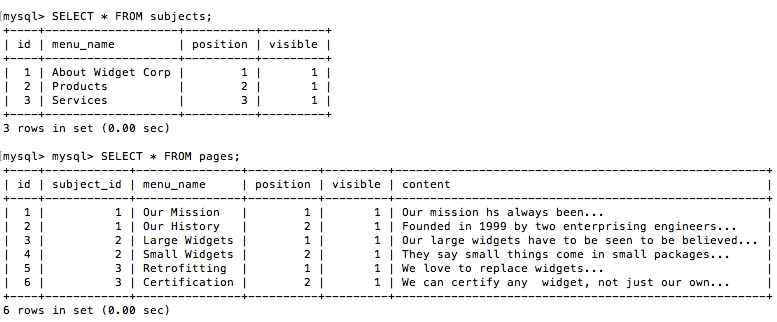 [mysql> SELECT * FROM subjects;
+----+-------------------+----------+---------+
| id | menu_name         | position | visible |
+----+-------------------+----------+---------+
|  1 | About Widget Corp |        1 |       1 |
|  2 | Products          |        2 |       1 |
|  3 | Services          |        3 |       1 |
+----+-------------------+----------+---------+
3 rows in set (0.00 sec)
[mysql> mysql> SELECT * FROM pages;
+----+------------+---------------+----------+---------+------------------------------------------------------+
| id | subject_id | menu_name     | position | visible | content                                              |
+----+------------+---------------+----------+---------+------------------------------------------------------+
|  1 |          1 | Our Mission   |        1 |       1 | Our mission hs always been...                        |
|  2 |          1 | Our History   |        2 |       1 | Founded in 1999 by two enterprising engineers...     |
|  3 |          2 | Large Widgets |        1 |       1 | Our large widgets have to be seen to be believed...  |
|  4 |          2 | Small Widgets |        2 |       1 | They say small things come in small packages...      |
|  5 |          3 | Retrofitting  |        1 |       1 | We love to replace widgets...                        |
|  6 |          3 | Certification |        2 |       1 | We can certify any  widget, not just our own...      |
+----+------------+---------------+----------+---------+------------------------------------------------------+
6 rows in set (0.00 sec)